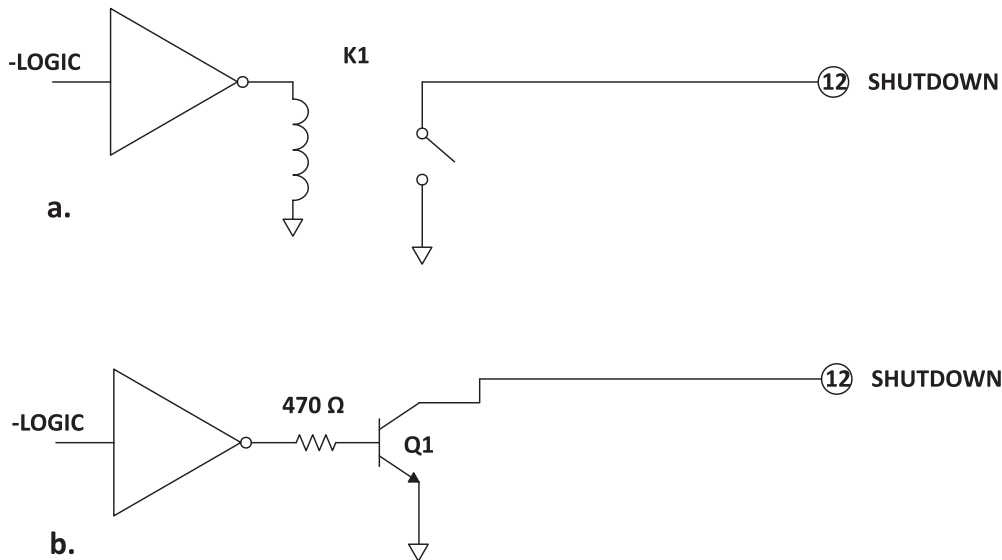 K1
-LOGIC
12 SHUTDOWN
a.
12 SHUTDOWN
470 Ω
-LOGIC
Q1
b.